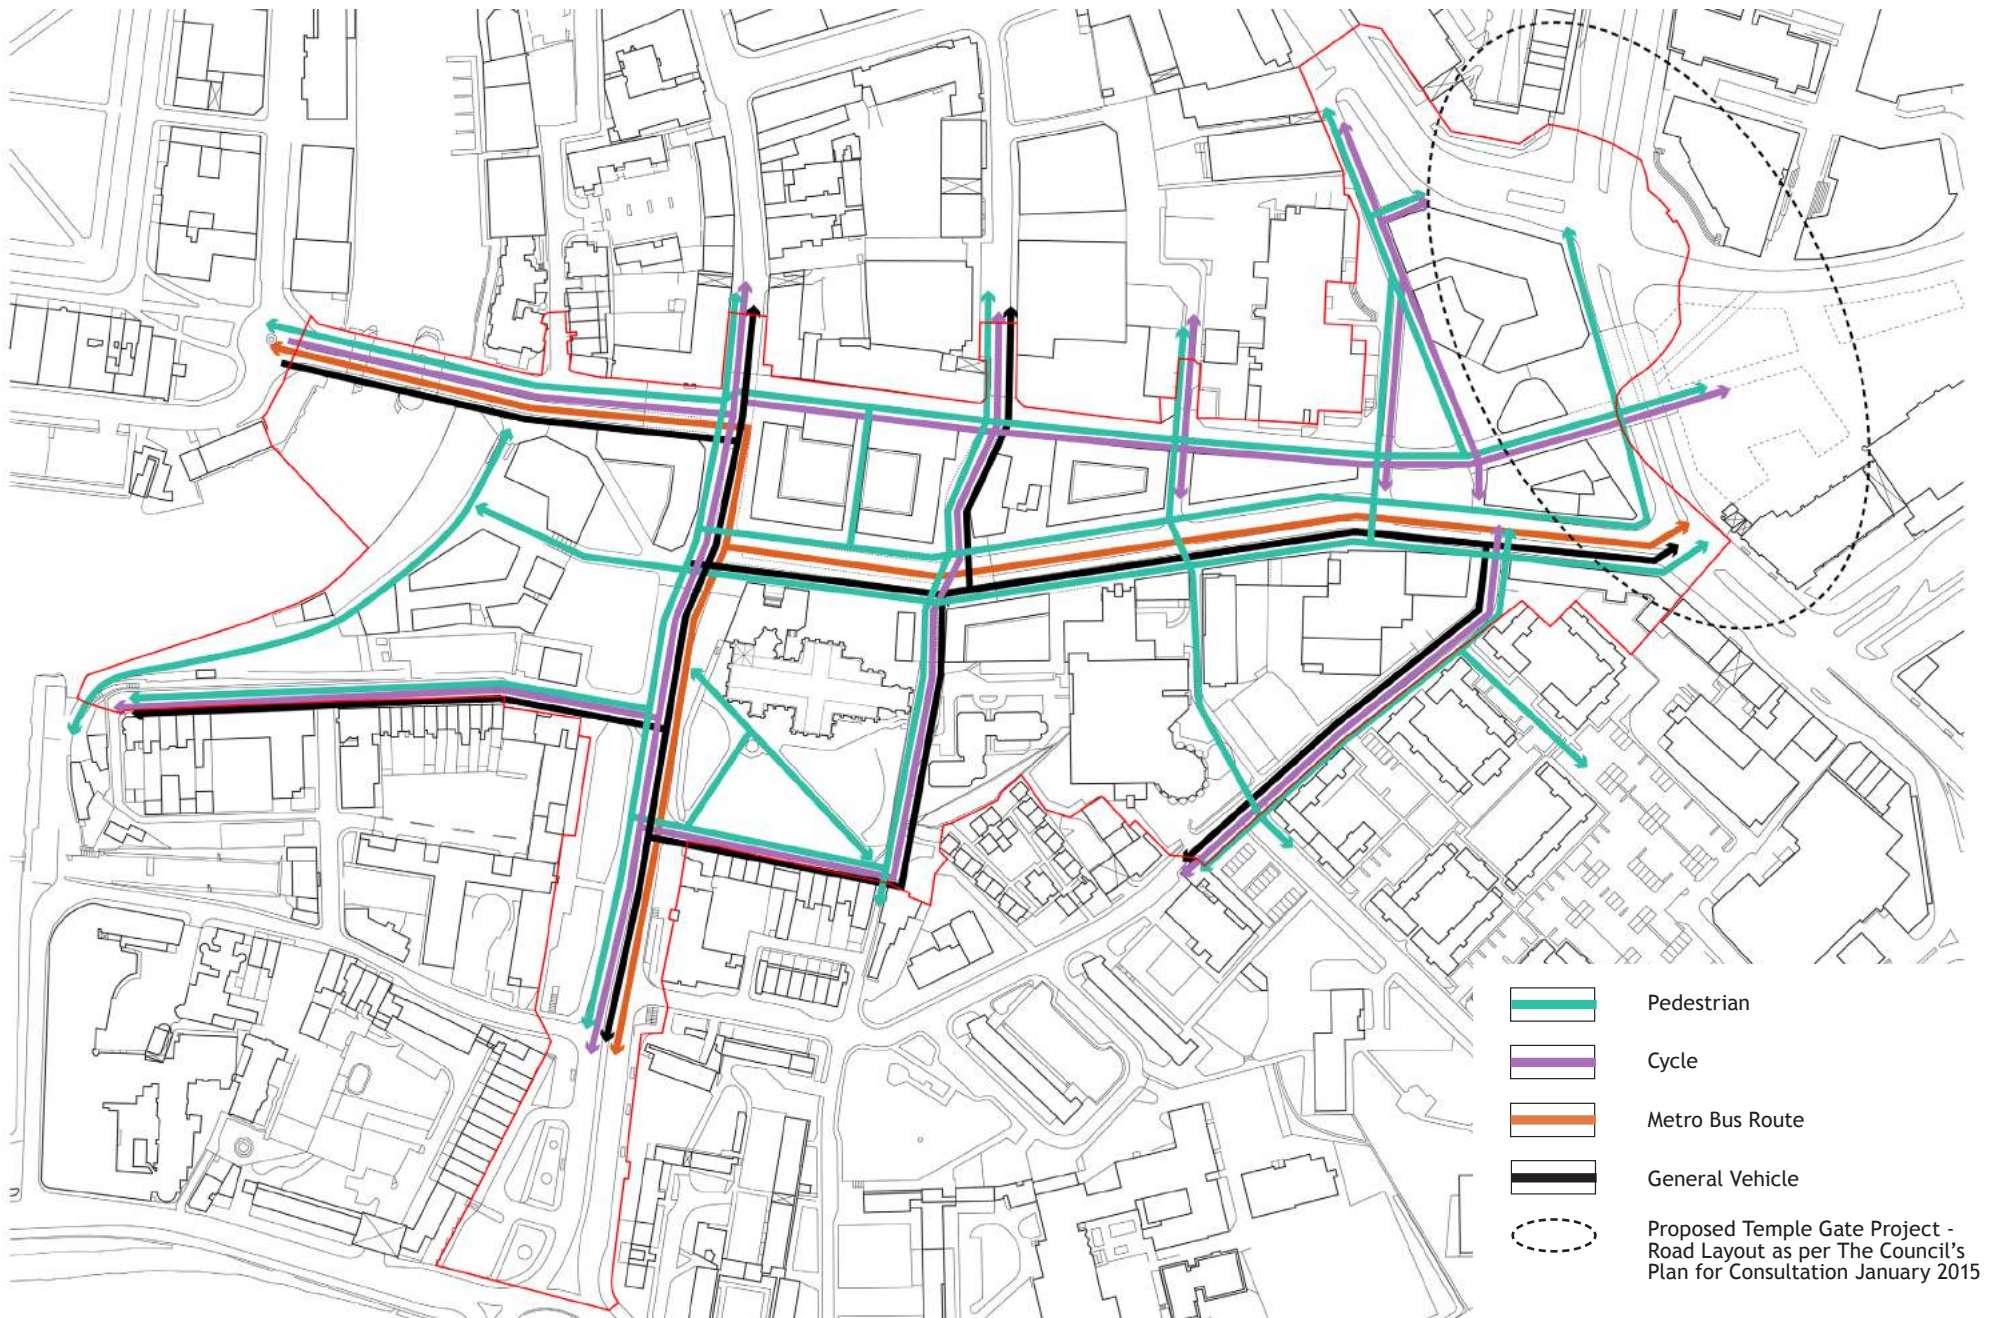 Pedestrian
Cycle
Metro Bus Route
General Vehicle
Proposed Temple Gate Project -
Road Layout as per The Council's
Plan for Consultation January 2015